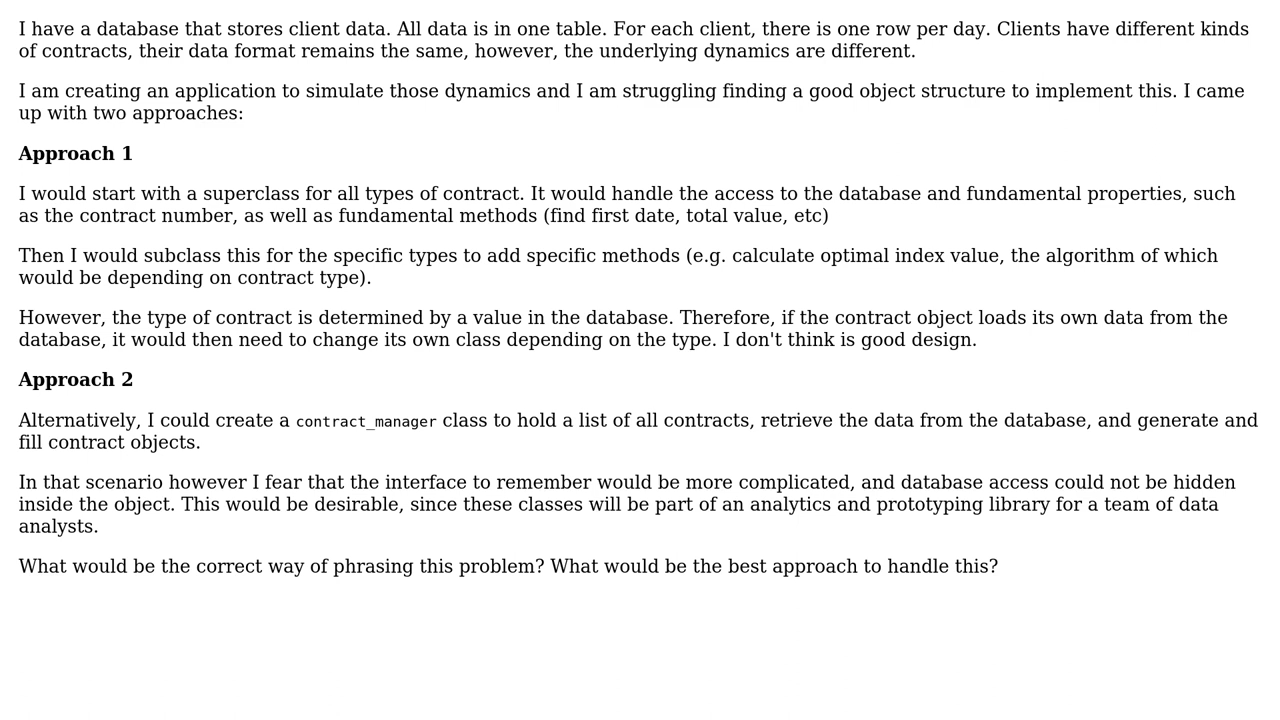 I have a database that stores client data. All data is in one table. For each client, there is one row per day. Clients have different kinds
of contracts, their data format remains the same, however, the underlying dynamics are different.
I am creating an application to simulate those dynamics and I am struggling finding a good object structure to implement this. I came
up with two approaches:
Approach 1
I would start with a superclass for all types of contract. It would handle the access to the database and fundamental properties, such
as the contract number, as well as fundamental methods (find first date, total value, etc)
Then I would subclass this for the specific types to add specific methods (e.g. calculate optimal index value, the algorithm of which
would be depending on contract type).
However, the type of contract is determined by a value in the database. Therefore, if the contract object loads its own data from the
database, it would then need to change its own class depending on the type. I don't think is good design.
Approach 2
Alternatively, I could create a contract_manager class to hold a list of all contracts, retrieve the data from the database, and generate and
fill contract objects.
In that scenario however I fear that the interface to remember would be more complicated, and database access could not be hidden
inside the object. This would be desirable, since these classes will be part of an analytics and prototyping library for a team of data
analysts.
What would be the correct way of phrasing this problem? What would be the best approach to handle this?